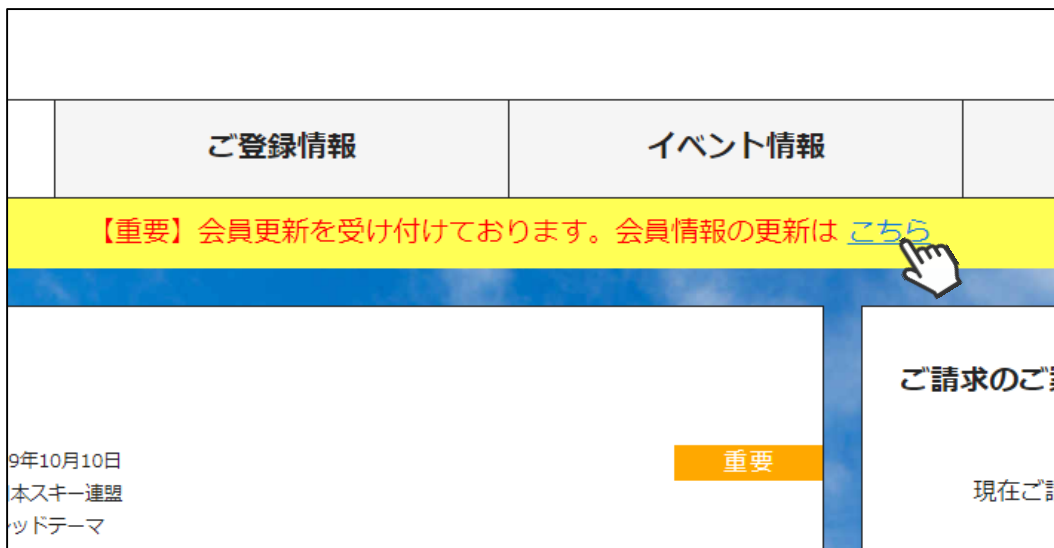 ご登録情報
イベント情報
【重要】会員更新を受け付けております。会員情報の更新は こちら
ご請求のご
9年10月10日
重要
本スキー連盟
現在ご
ッドテーマ